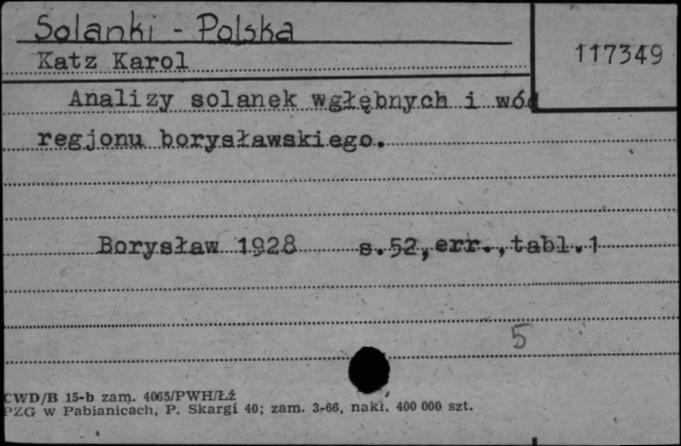 Solanki - Polska
117349
Katz Karol
Analizy solanek wgłębnych i wód
regjonu borysławskiego.
Borysław 1928 s.52,err.,tabl.1
5
CWD/B 15-b zam. 4065/PWH/Łź
PZG w Pabianicach, P. Skargi 40; zam. 3-66, nakł. 400 000 szt.